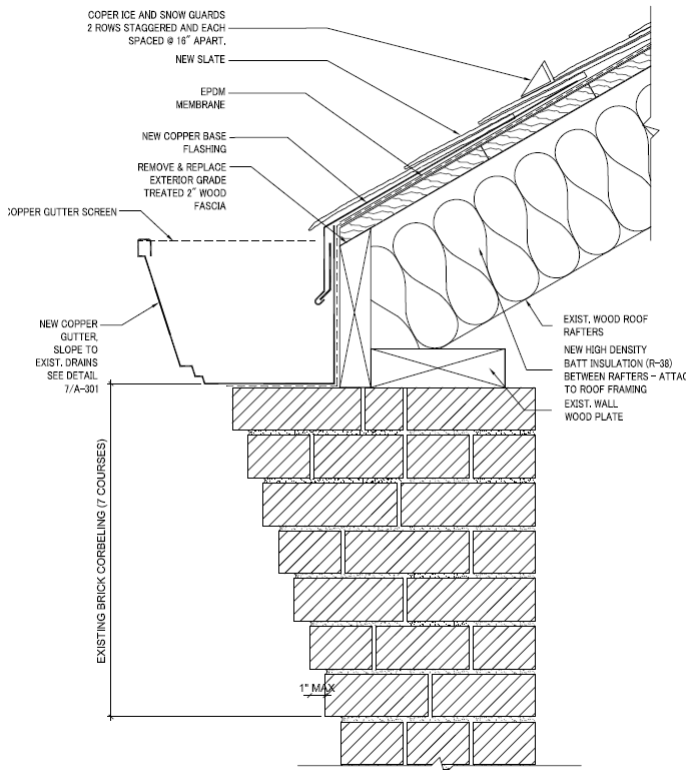 COPER ICE AND SNOW GUARDS
2 ROWS STAGGERED AND EACH
SPACED @ 16" APART.
NEW SLATE
EPDM
MEMBRANE
NEW COPPER BASE
FLASHING
REMOVE & REPLACE
EXTERIOR GRADE
TREATED 2" WOOD
FASCIA
COPPER GUTTER SCREEN
NEW COPPER
GUTTER,
SLOPE TO
EXIST. DRAINS
SEE DETAIL
7/A-301
EXIST. WOOD ROOF
RAFTERS
NEW HIGH DENSITY
BATT INSULATION (R-38)
BETWEEN RAFTERS - ATTAC
TO ROOF FRAMING
EXIST. WALL
WOOD PLATE
EXISTING BRICK CORBELING (7 COURSES)
1" MAX